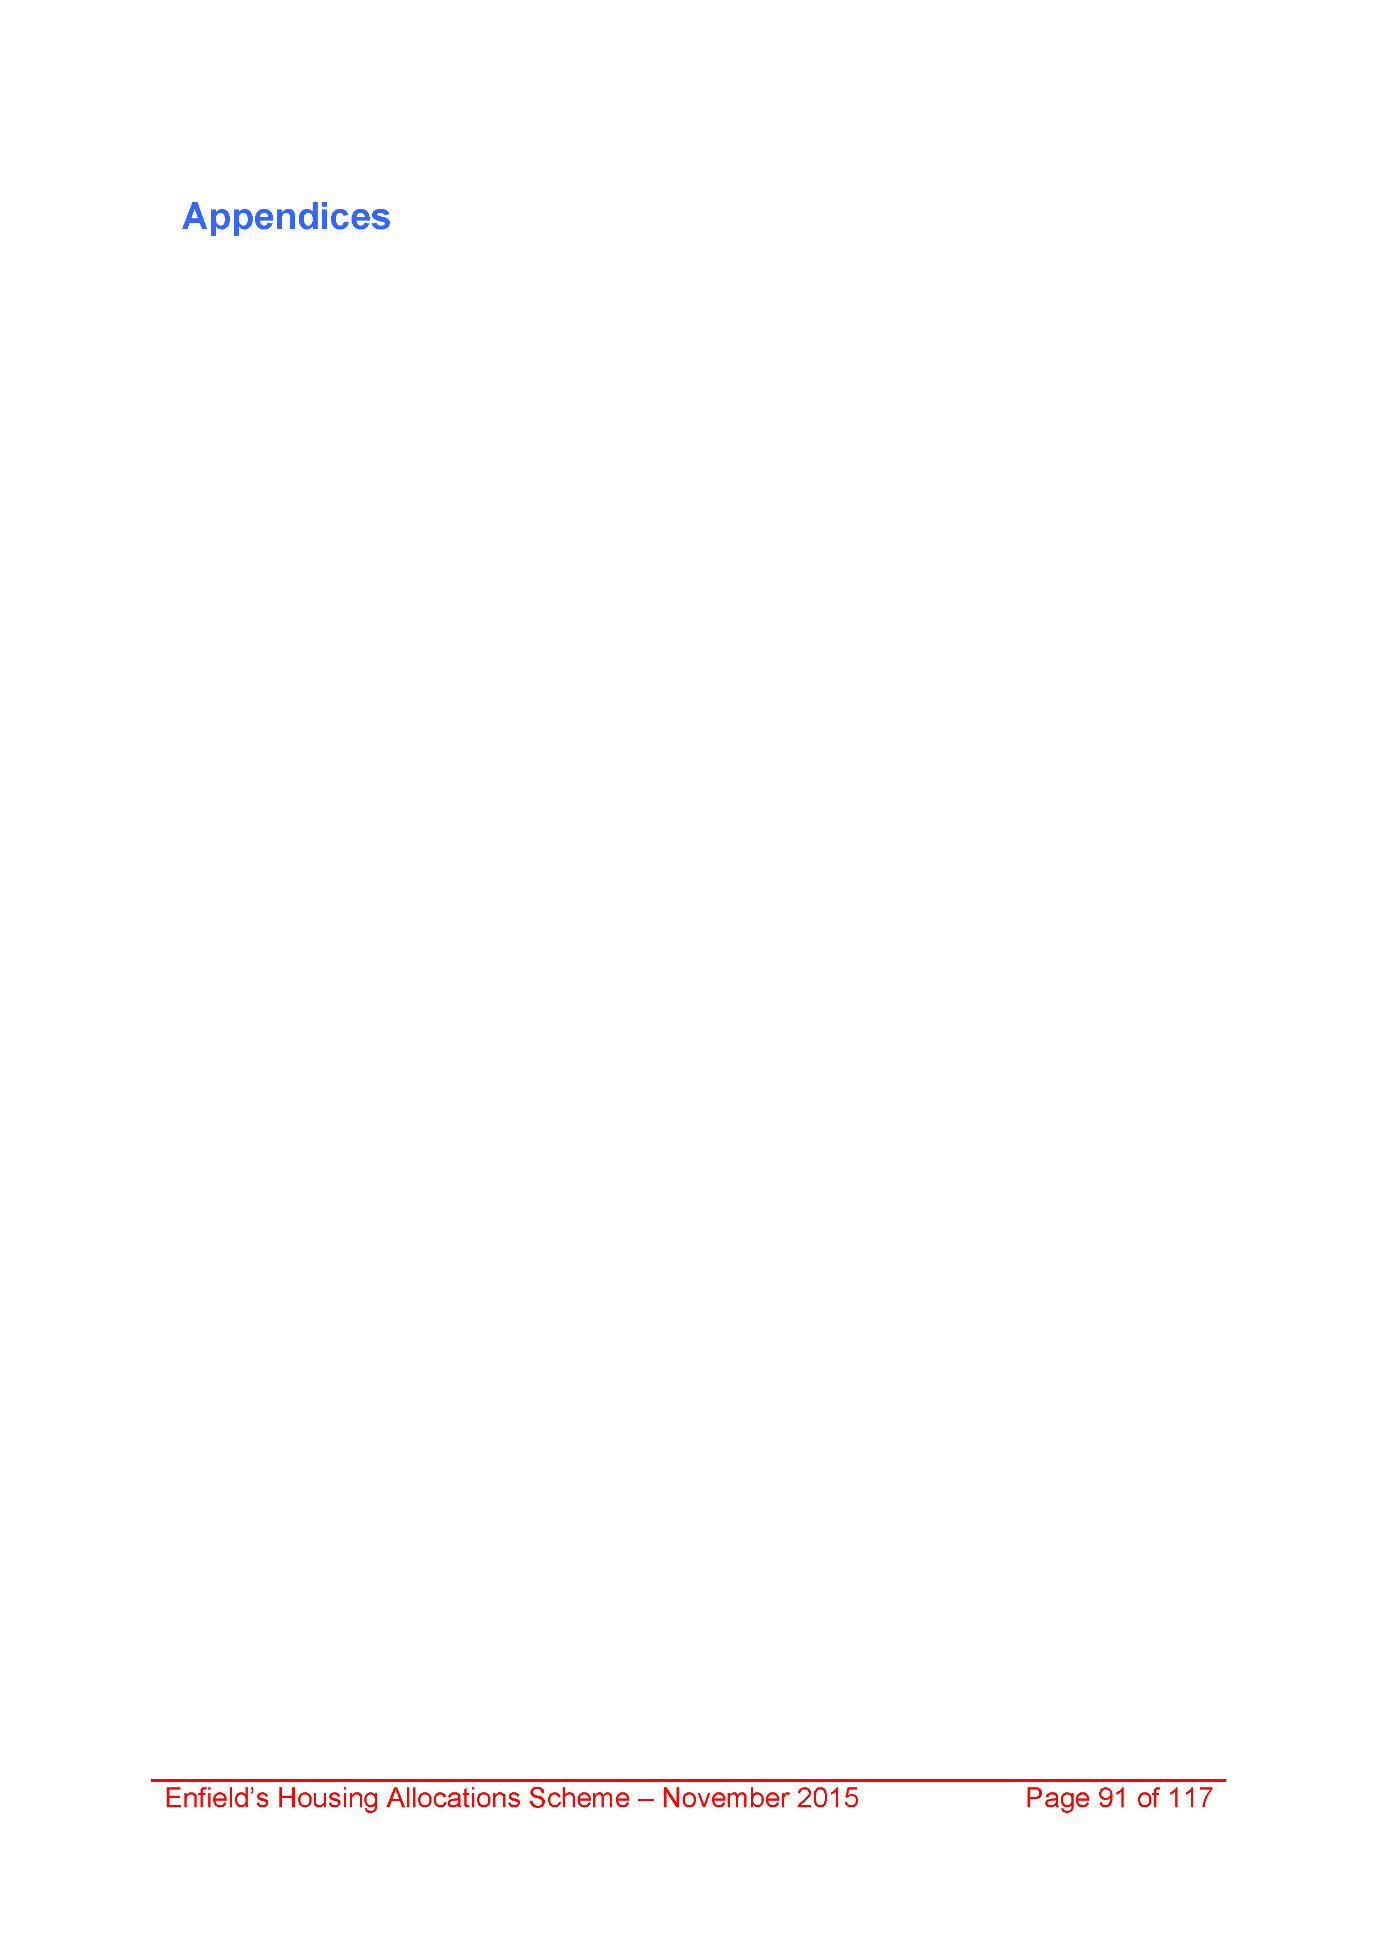 Appendices
Enfield’s Housing Allocations Scheme – November 2015 Page 91 of 117